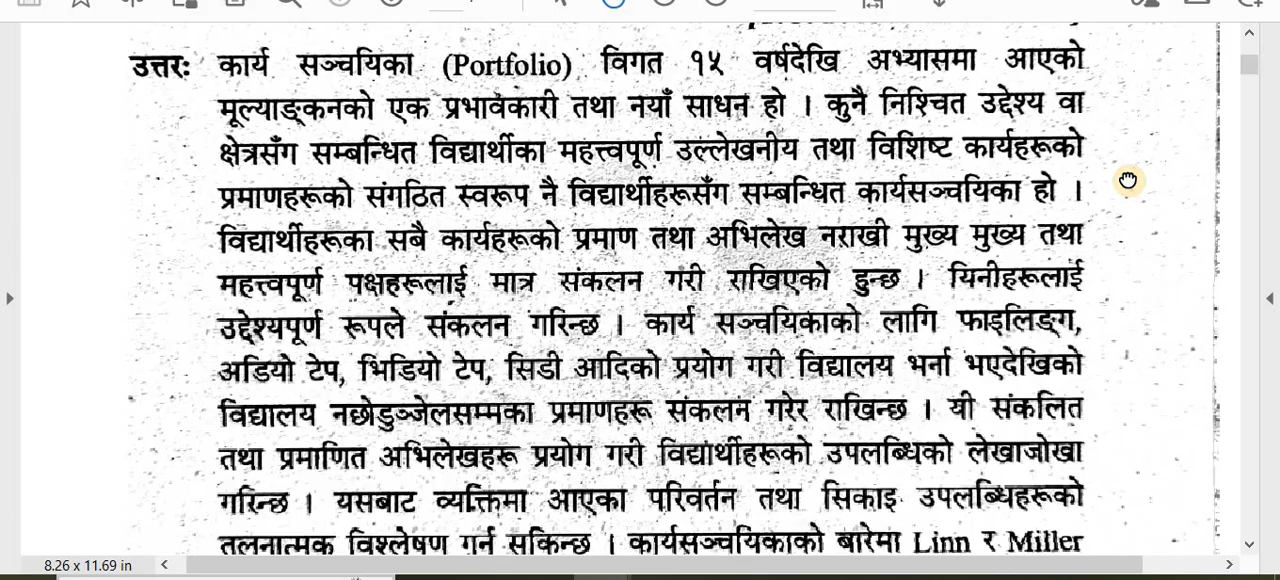 उत्तरः कार्य सञ्चयिका (Portfolio) विगत १५ वर्षदेखि अभ्यासमा आएको
मूल्याङ्कनको एक प्रभावकारी तथा नयाँ साधन हो । कुनै निश्चित उद्देश्य वा
क्षेत्रसँग सम्बन्धित विद्यार्थीका महत्त्वपूर्ण उल्लेखनीय तथा विशिष्ट कार्यहरूको
प्रमाणहरूको संगठित स्वरूप नै विद्यार्थीहरूसँग सम्बन्धित कार्यसञ्चयिका हो ।
विद्यार्थीहरूका सबै कार्यहरूको प्रमाण तथा अभिलेख नराखी मुख्य मुख्य तथा
महत्त्वपूर्ण पक्षहरूलाई मात्र संकलन गरी राखिएको हुन्छ । यिनीहरूलाई
उद्देश्यपूर्ण रूपले संकलन गरिन्छ । कार्य सञ्चयिकाको लागि फाइलिङ्ग,
अडियो टेप, भिडियो टेप, सिडी आदिको प्रयोग गरी विद्यालय भर्ना भएदेखिको
विद्यालय नछोडुञ्जेलसम्मका प्रमाणहरू संकलन गरेर राखिन्छ । यी संकलित
तथा प्रमाणित अभिलेखहरू प्रयोग गरी विद्यार्थीहरूको उपलब्धिको लेखाजोखा
गरिन्छ । यसबाट व्यक्तिमा आएका परिवर्तन तथा सिकाइ उपलब्धिहरूको
तुलनात्मक विश्लेषण गर्न सकिन्छ । कार्यसञ्चयिकाको बारेमा Linn र Miller
8.26 x 11.69 in